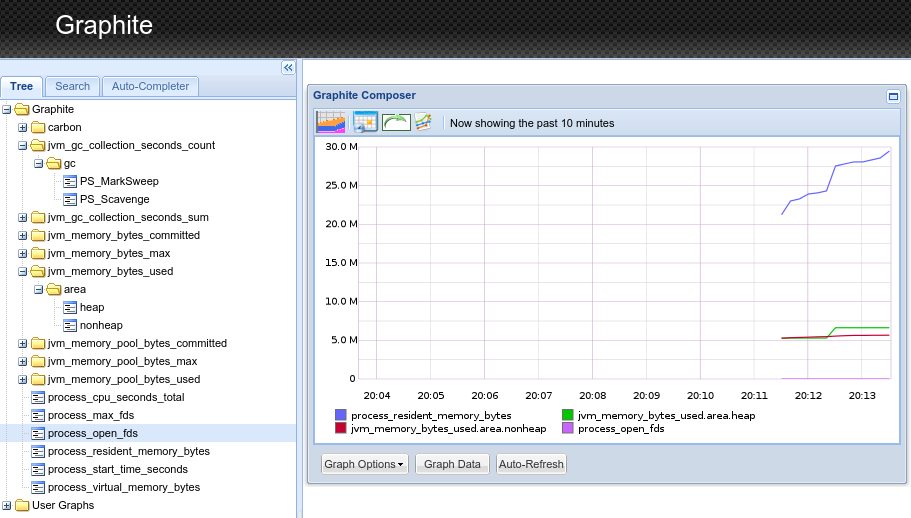 Graphite
Tree
Search
Auto-Completer
Graphite
carbon
jvm_gc_collection_seconds_count
gc
PS_MarkSweep
PS_Scavenge
jvm_gc_collection_seconds_sum
jvm_memory_bytes_committed
jvm_memory_bytes_max
jvm_memory_bytes_used
area
heap
nonheap
jvm_memory_pool_bytes_committed
jvm_memory_pool_bytes_max
jvm_memory_pool_bytes_used
process_cpu_seconds_total
process_max_fds
process_open_fds
process_resident_memory_bytes
process_start_time_seconds
process_virtual_memory_bytes
User Graphs
Graphite Composer
Now showing the past 10 minutes
30.0 M
25.0 M
20.0 M
15.0 M
10.0 M
5.0 M
0
20:04 20:05 20:06 20:07 20:08 20:09 20:10 20:11 20:12 20:13
process_resident_memory_bytes jvm_memory_bytes_used.area.heap
jvm_memory_bytes_used.area.nonheap process_open_fds
Graph Options Graph Data Auto-Refresh